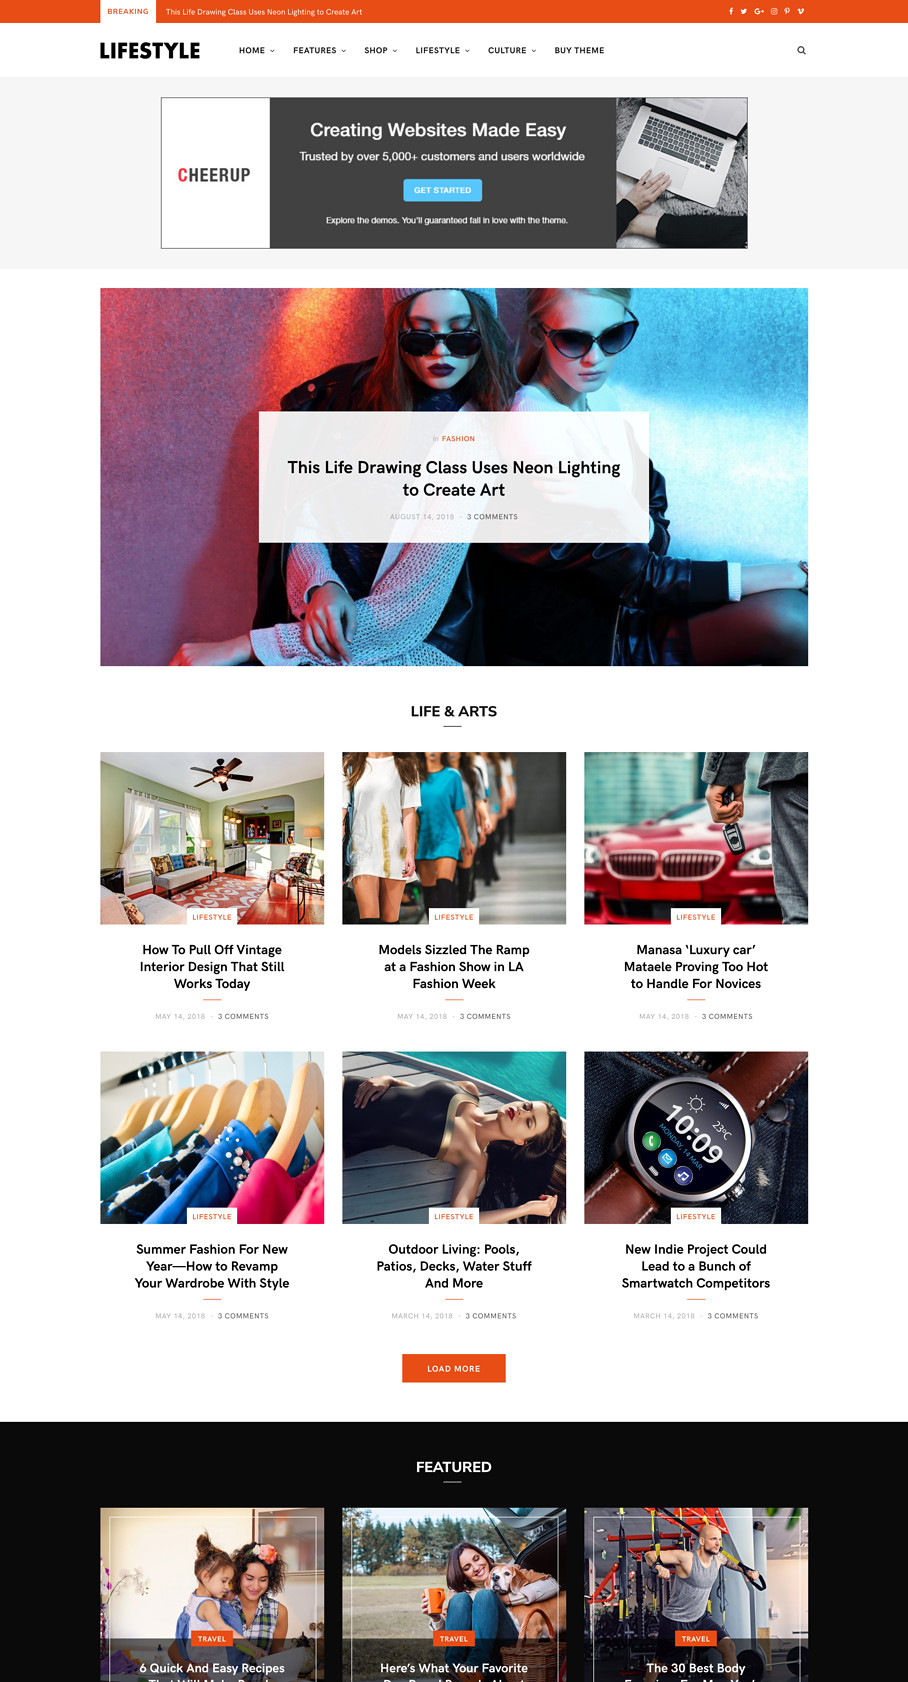 BREAKING This Life Drawing Class Uses Neon Lighting to Create Art
LIFESTYLE HOME FEATURES SHOP LIFESTYLE CULTURE BUY THEME
CHEERUP
Creating Websites Made Easy
Trusted by over 5,000+ customers and users worldwide
GET STARTED
Explore the demos. You'll guaranteed fall in love with the theme.
in FASHION
This Life Drawing Class Uses Neon Lighting
to Create Art
AUGUST 14, 2018 - 3 COMMENTS
LIFE & ARTS
LIFESTYLE
How To Pull Off Vintage
Interior Design That Still
Works Today
MAY 14, 2018 - 3 COMMENTS
LIFESTYLE
Models Sizzled The Ramp
at a Fashion Show in LA
Fashion Week
MAY 14, 2018 - 3 COMMENTS
LIFESTYLE
Manasa ‘Luxury car’
Mataele Proving Too Hot
to Handle For Novices
MAY 14, 2018 - 3 COMMENTS
LIFESTYLE
Summer Fashion For New
Year—How to Revamp
Your Wardrobe With Style
MAY 14, 2018 - 3 COMMENTS
LIFESTYLE
Outdoor Living: Pools,
Patios, Decks, Water Stuff
And More
MARCH 14, 2018 - 3 COMMENTS
23°C
10:09
MONDAY 14 MAR
LIFESTYLE
New Indie Project Could
Lead to a Bunch of
Smartwatch Competitors
MARCH 14, 2018 - 3 COMMENTS
LOAD MORE
FEATURED
TRAVEL
6 Quick And Easy Recipes
TRAVEL
Here's What Your Favorite
TRAVEL
The 30 Best Body